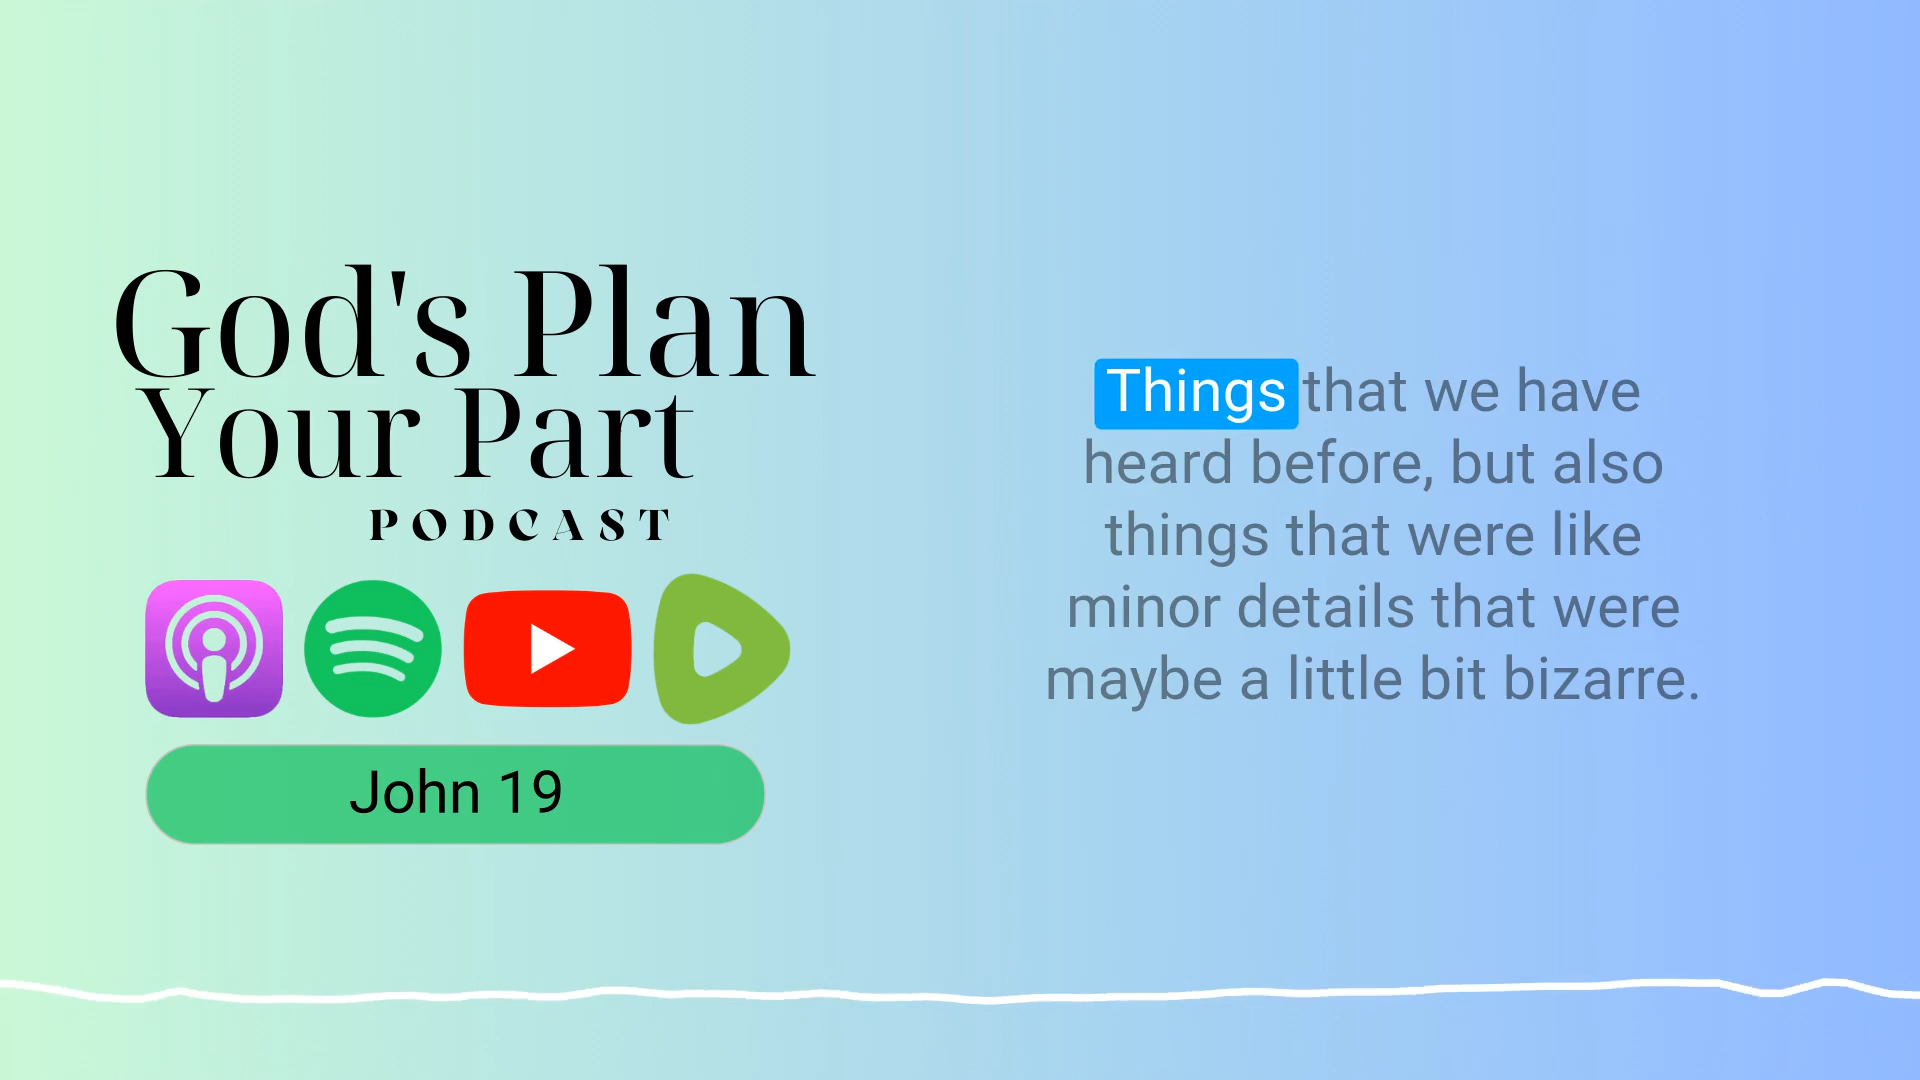 God's Plan
Your Part
PODCAST
John 19
Things that we have
heard before, but also
things that were like
minor details that were
maybe a little bit bizarre.